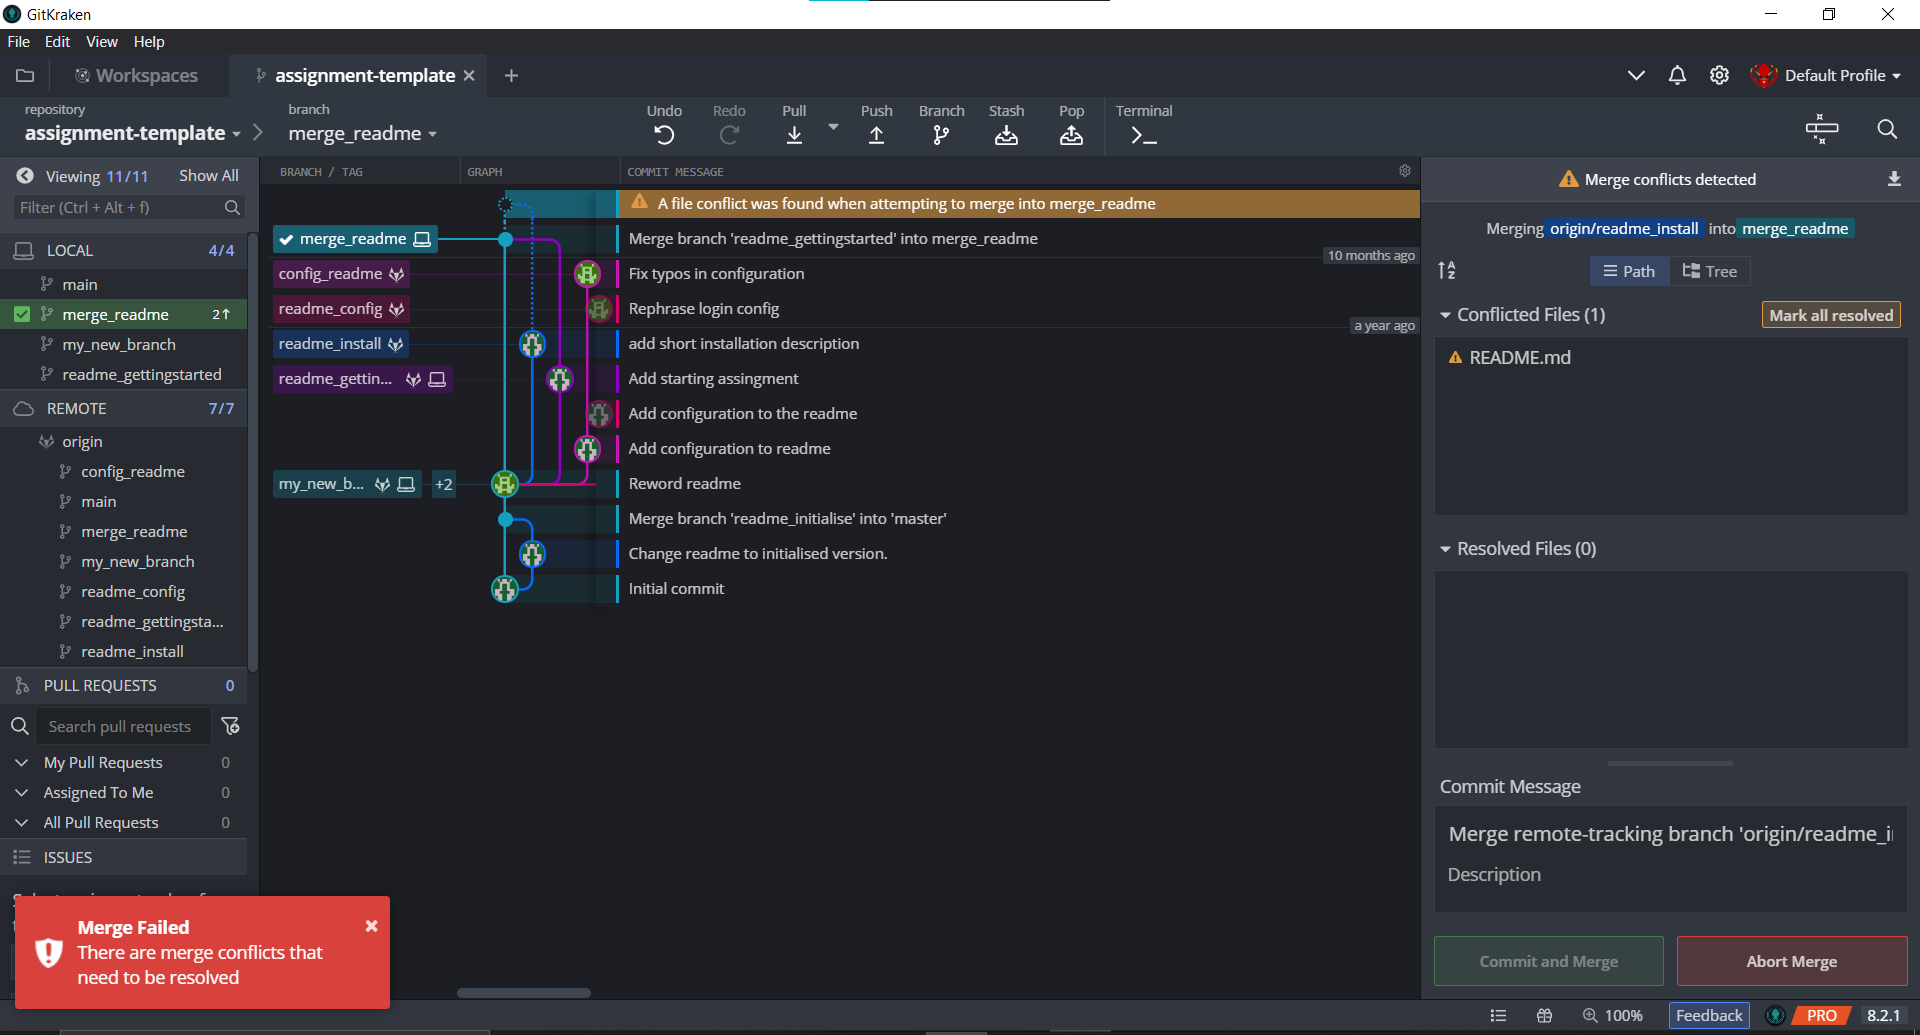 GitKraken
File Edit View Help
Workspaces
assignment-template
Default Profile
repository
assignment-template
branch
merge_readme
Undo
Redo
Pull
Push
Branch
Stash
Pop
Terminal
Viewing 11/11 Show All
Filter (Ctrl + Alt + f)
LOCAL 4/4
main
merge_readme 2↑
my_new_branch
readme_gettingstarted
REMOTE 7/7
origin
config_readme
main
merge_readme
my_new_branch
readme_config
readme_gettingsta...
readme_install
PULL REQUESTS 0
Search pull requests
My Pull Requests 0
Assigned To Me 0
All Pull Requests 0
ISSUES
Merge Failed
There are merge conflicts that
need to be resolved
BRANCH / TAG GRAPH COMMIT MESSAGE
A file conflict was found when attempting to merge into merge_readme
merge_readme Merge branch 'readme_gettingstarted' into merge_readme
10 months ago
config_readme Fix typos in configuration
readme_config Rephrase login config
a year ago
readme_install add short installation description
readme_gettin... Add starting assingment
Add configuration to the readme
Add configuration to readme
my_new_b... +2 Reword readme
Merge branch 'readme_initialise' into 'master'
Change readme to initialised version.
Initial commit
Merge conflicts detected
Merging origin/readme_install into merge_readme
Path Tree
Conflicted Files (1) Mark all resolved
README.md
Resolved Files (0)
Commit Message
Merge remote-tracking branch 'origin/readme_i
Description
Commit and Merge Abort Merge
100% Feedback PRO 8.2.1